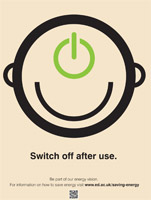 Switch off after use.
Be part of our energy vision.
For information on how to save energy visit www.ed.ac.uk/saving-energy